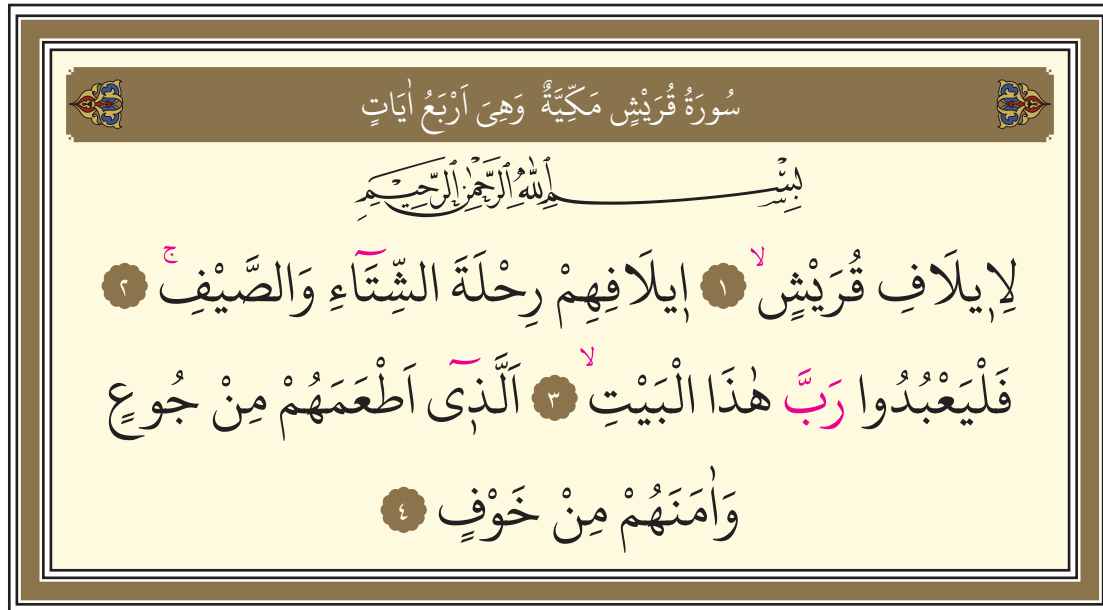 سُورَةُ قُرَيْشٍ مَكِّيَّةٌ وَهِىَ اَرْبَعُ اٰيَاتٍ
بِسْمِ اللّٰهِ الرَّحْمٰنِ الرَّحِيمِ
لِا۪يلَافِ قُرَيْشٍۙ ﴿١﴾ ا۪يلَافِهِمْ رِحْلَةَ الشِّتَٓاءِ وَالصَّيْفِۚ ﴿٢﴾
فَلْيَعْبُدُوا رَبَّ هٰذَا الْبَيْتِۙ ﴿٣﴾ اَلَّذ۪ٓى اَطْعَمَهُمْ مِنْ جُوعٍ
وَاٰمَنَهُمْ مِنْ خَوْفٍ ﴿٤﴾